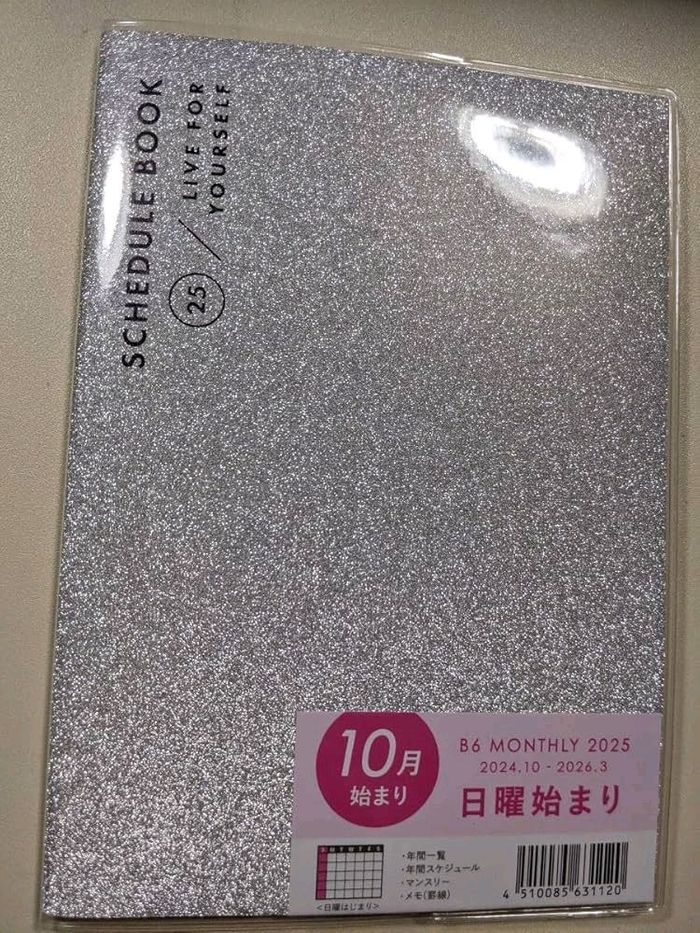 SCHEDULE BOOK
25
LIVE FOR
YOURSELF
10月
始まり
B6 MONTHLY 2025
2024.10 - 2026.3
日曜始まり
S M T W T F S
<日曜はじまり>
・年間一覧
・年間スケジュール
・マンスリー
・メモ(罫線)
4 510085 631120